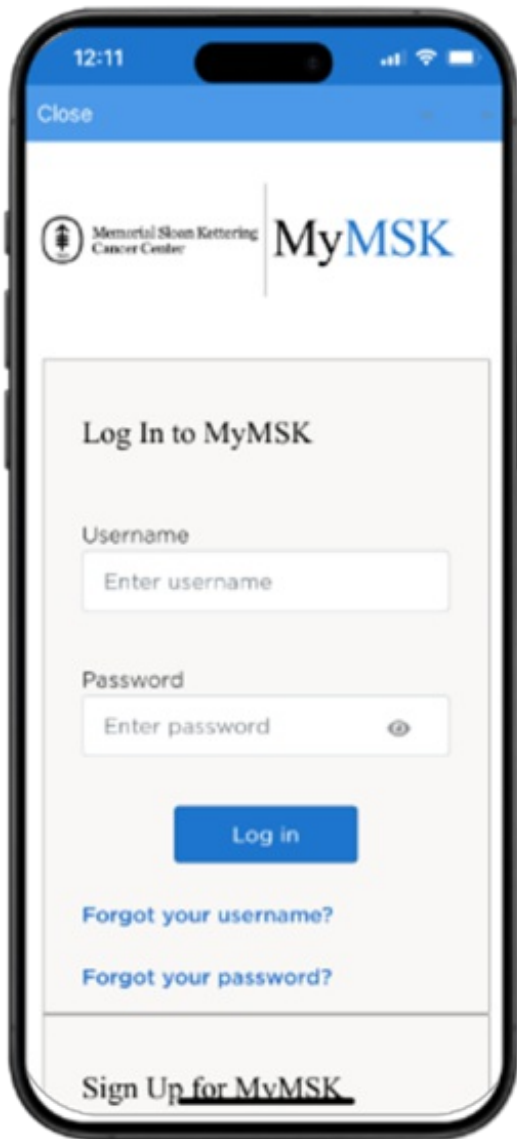 12:11
Close
Memorial Sloan Kettering
Cancer Center
MyMSK
Log In to MyMSK
Username
Enter username
Password
Enter password
Log in
Forgot your username?
Forgot your password?
Sign Up for MyMSK